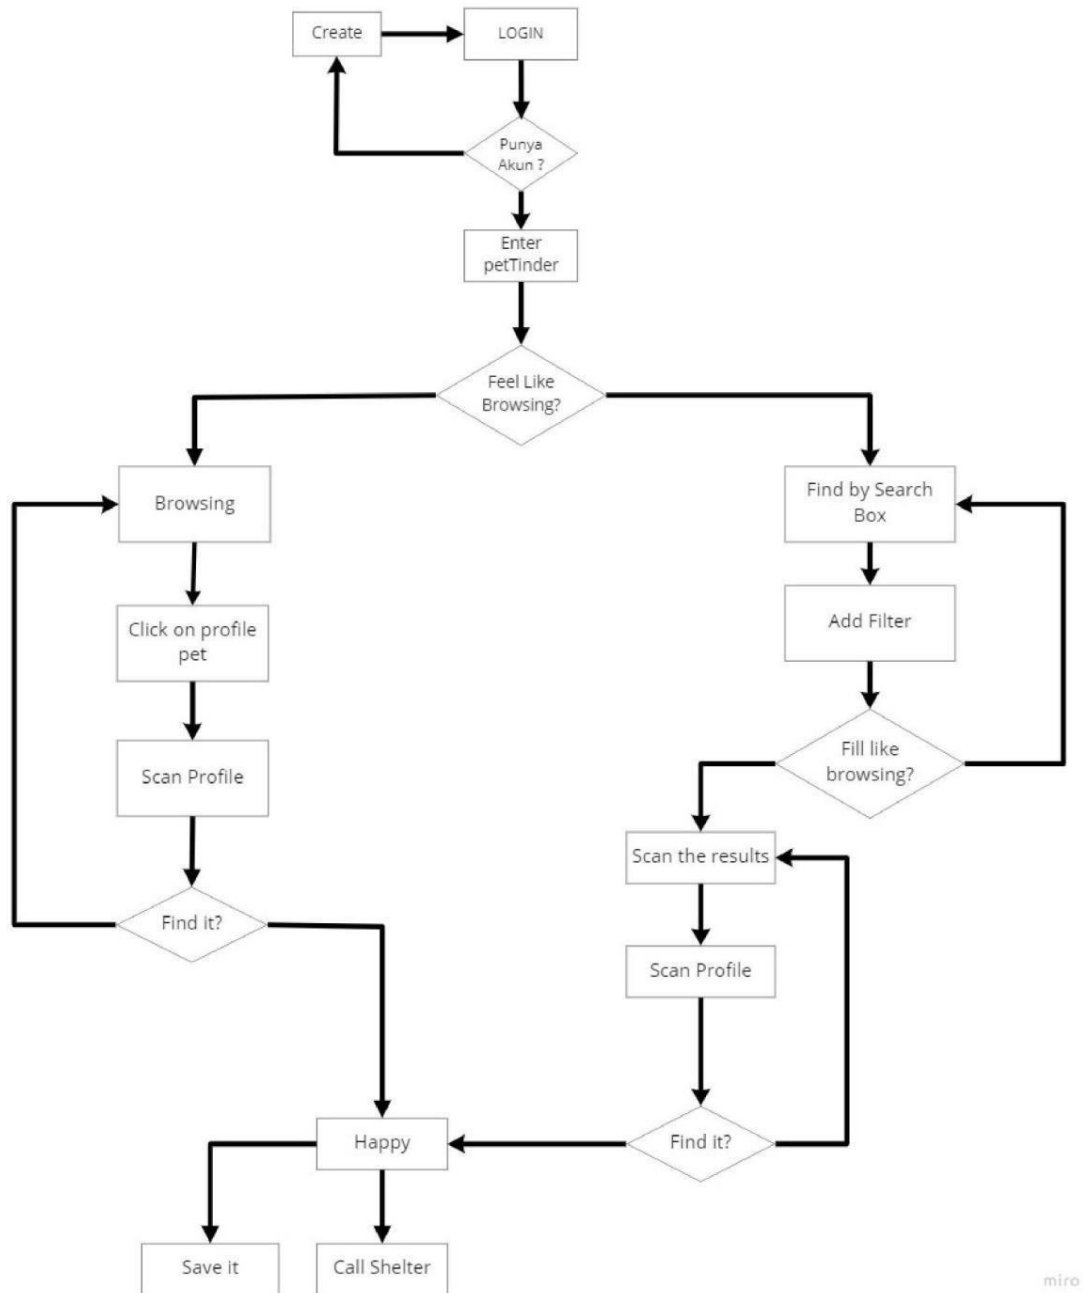 Create
LOGIN
Punya
Akun ?
Enter
petTinder
Feel Like
Browsing?
Browsing
Find by Search
Box
Click on profile
pet
Add Filter
Scan Profile
Fill like
browsing?
Scan the results
Find it?
Scan Profile
Happy
Find it?
Save it
Call Shelter
miro